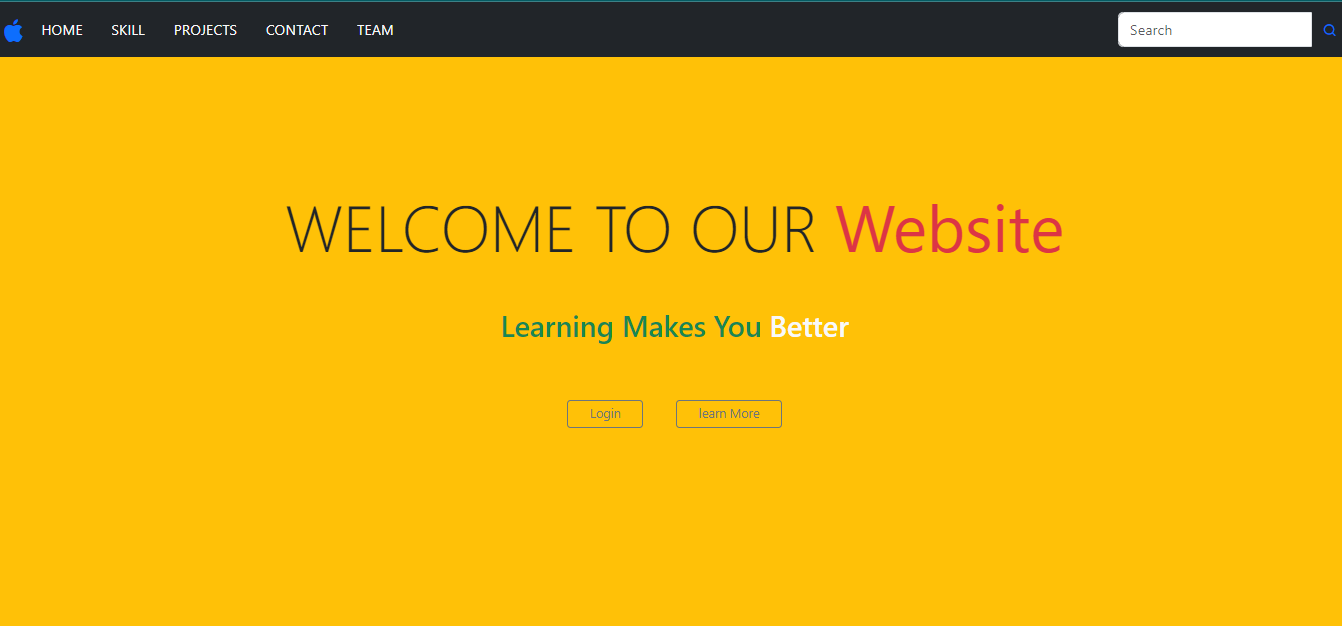 HOME SKILL PROJECTS CONTACT TEAM Search
WELCOME TO OUR Website
Learning Makes You Better
Login learn More